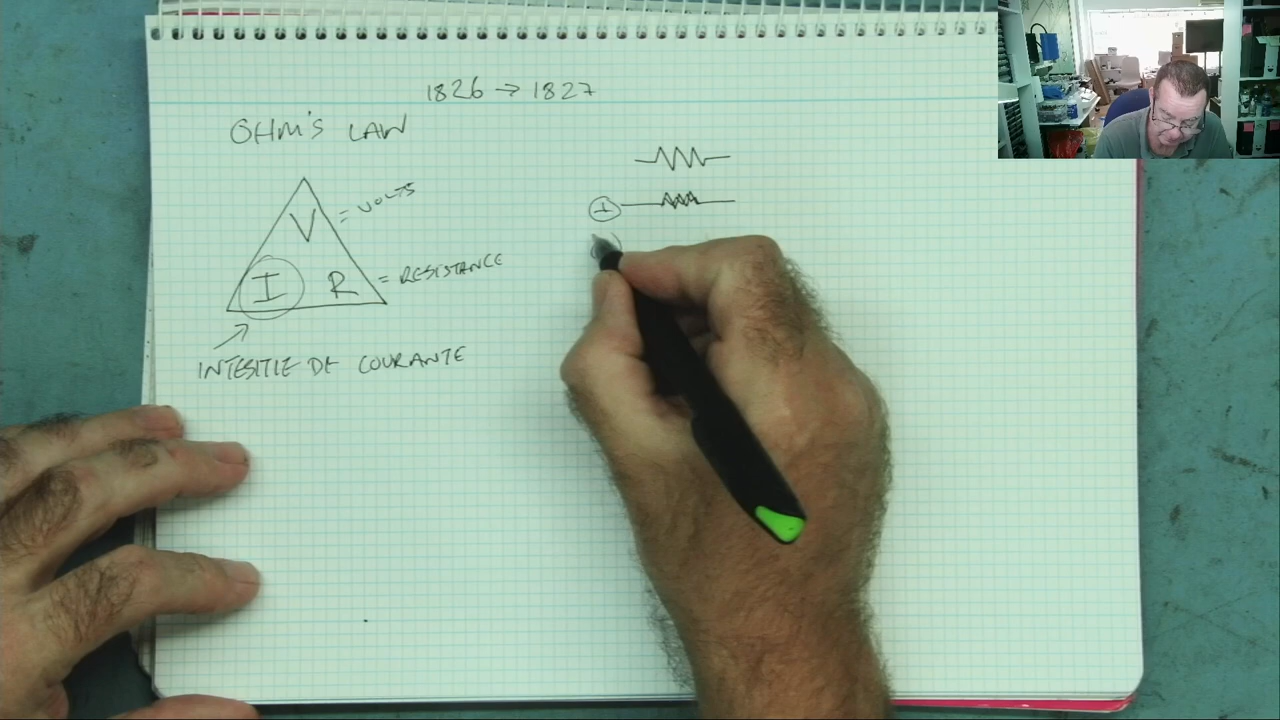 1826 → 1827
OHM'S LAW
V = VOLTS
I R = RESISTANCE
INTESITIE DE COURANTE